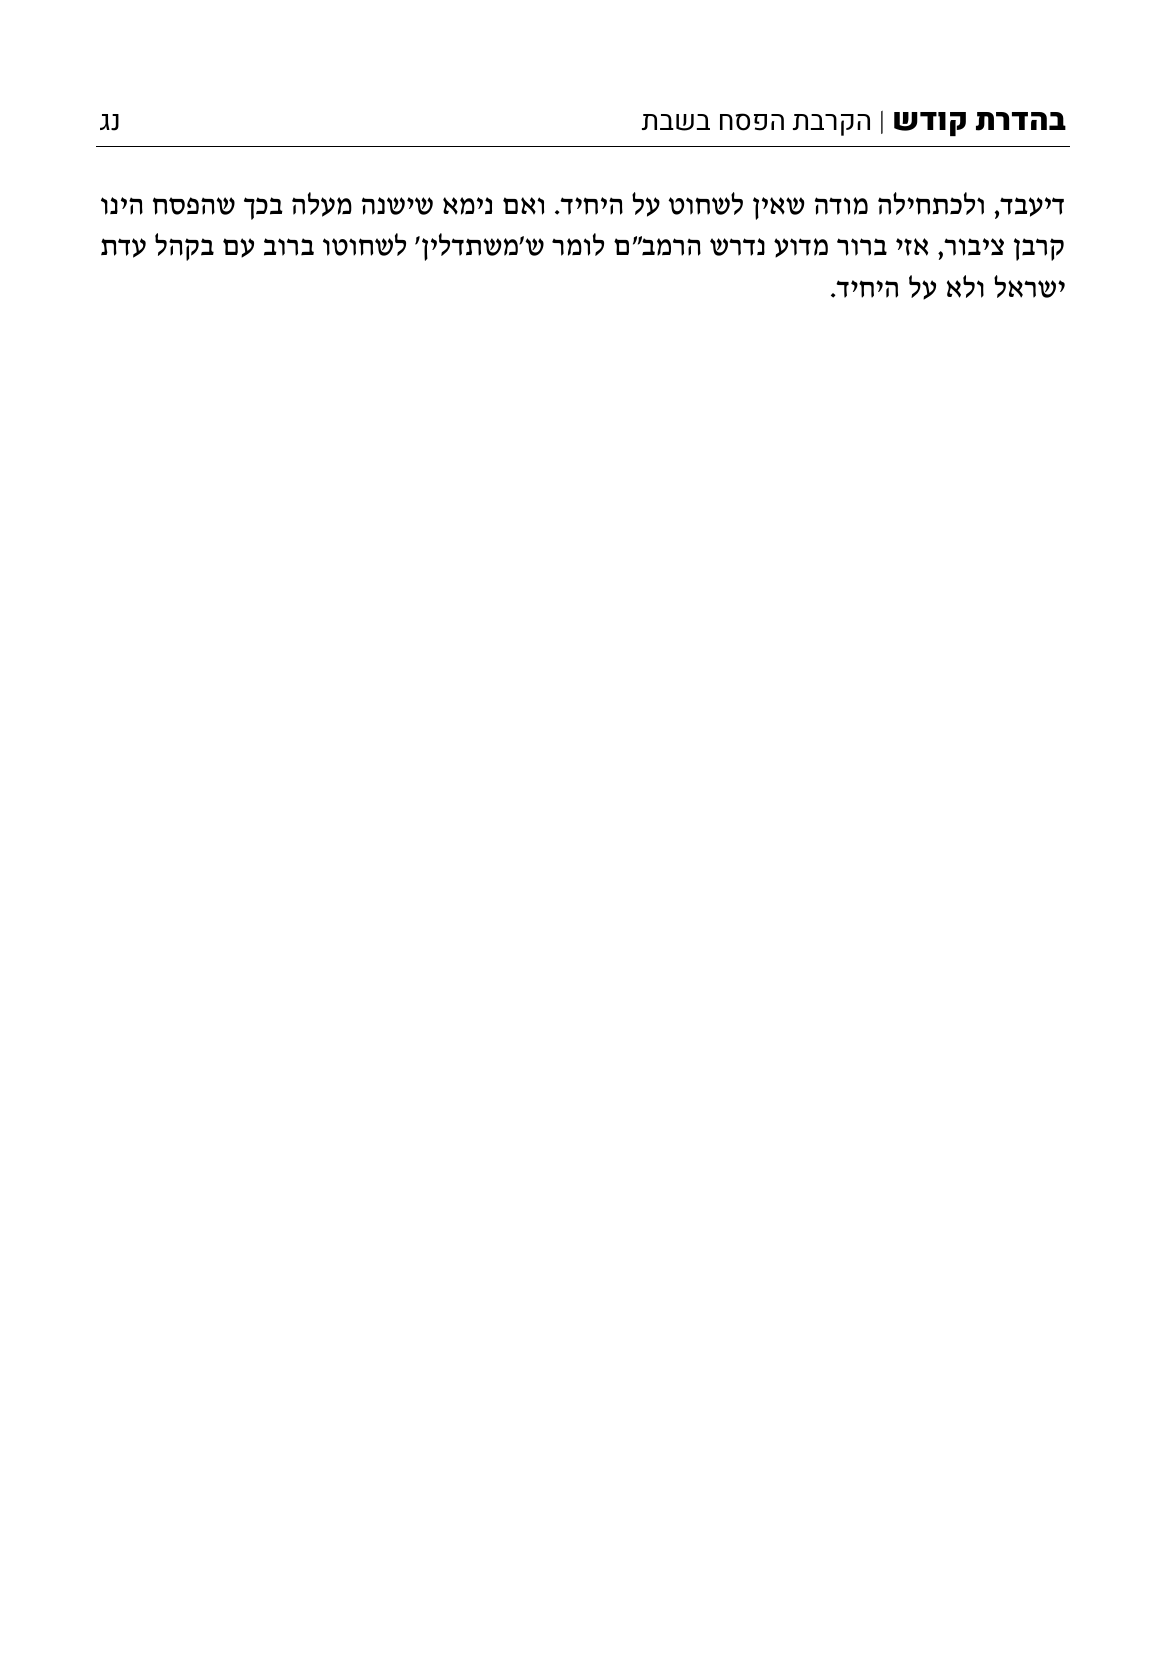 בהדרת קודש | הקרבת הפסח בשבת נג
דיעבד, ולכתחילה מודה שאין לשחוט על היחיד. ואם נימא שישנה מעלה בכך שהפסח הינו
קרבן ציבור, אזי ברור מדוע נדרש הרמב"ם לומר ש'משתדלין' לשחוטו ברוב עם בקהל עדת
ישראל ולא על היחיד.